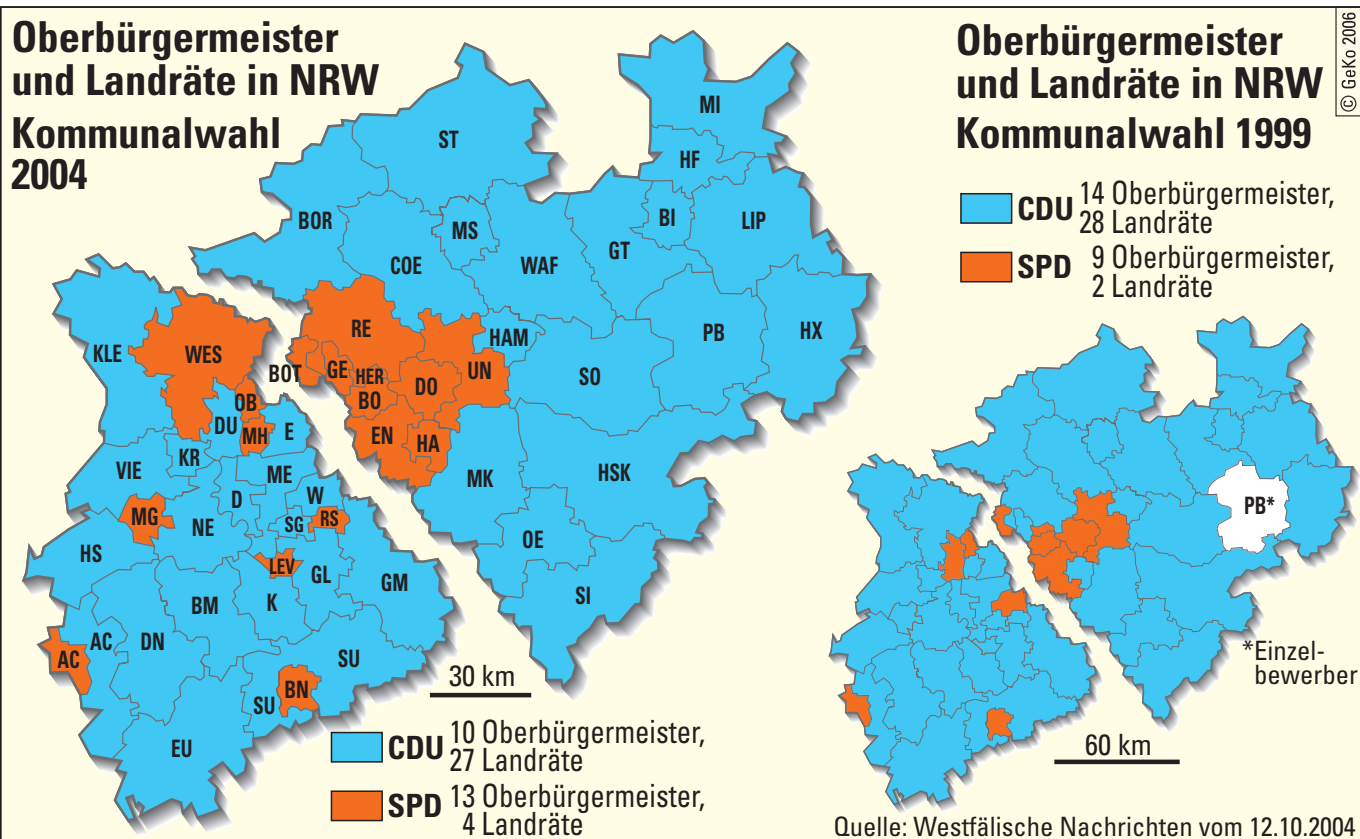 Oberbürgermeister
und Landräte in NRW
Kommunalwahl
2004
Oberbürgermeister
und Landräte in NRW
Kommunalwahl 1999
© GeKo 2006
CDU 14 Oberbürgermeister,
28 Landräte
SPD 9 Oberbürgermeister,
2 Landräte
MI
ST
HF
BOR
MS
BI
LIP
GT
COE
WAF
RE
HAM
PB
HX
KLE
WES
BOT
GE
HER
DO
UN
SO
OB
BO
DU
MH
E
EN
HA
KR
VIE
ME
MK
HSK
D
W
MG
NE
SG
RS
OE
HS
LEV
GL
GM
BM
K
SI
AC
DN
AC
SU
BN
SU
EU
30 km
CDU 10 Oberbürgermeister,
27 Landräte
SPD 13 Oberbürgermeister,
4 Landräte
PB*
*Einzel-
bewerber
60 km
Quelle: Westfälische Nachrichten vom 12.10.2004